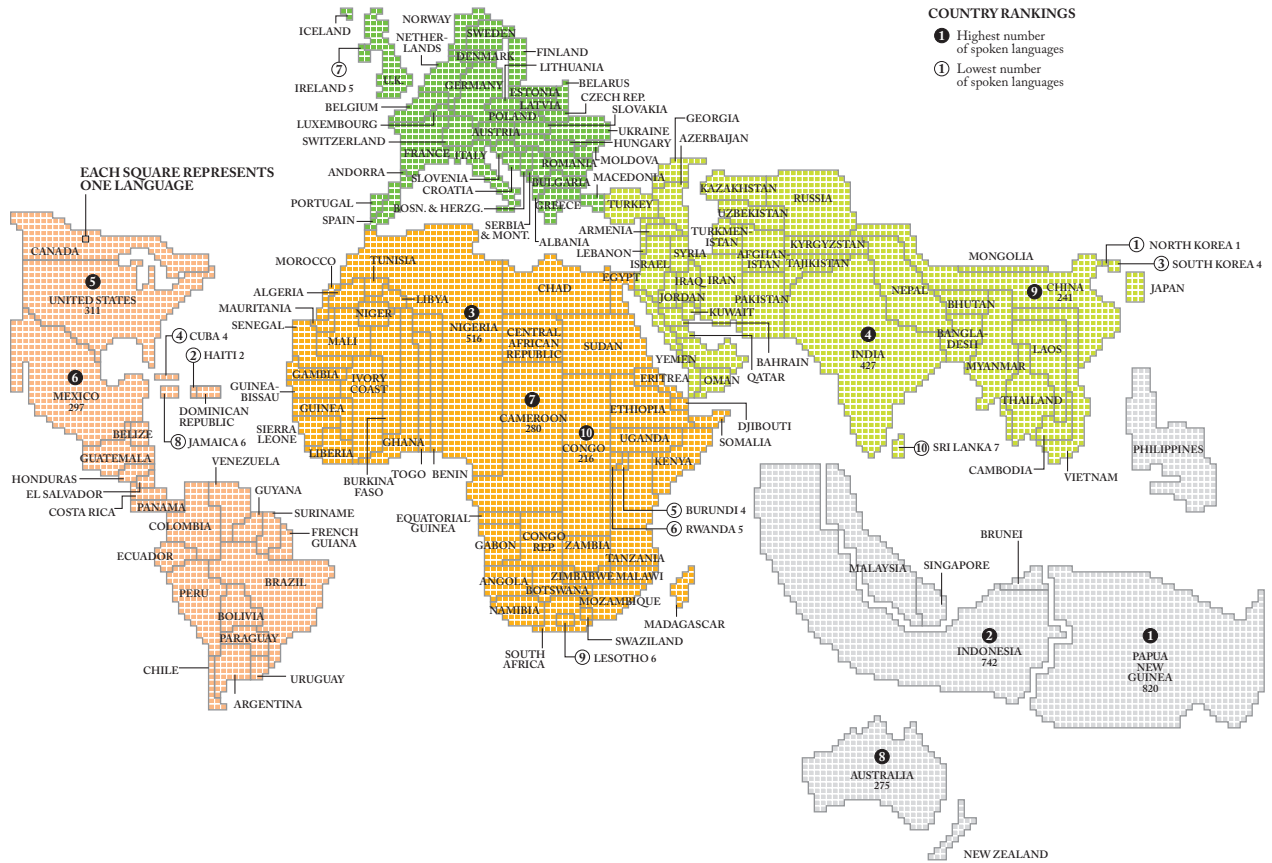 COUNTRY RANKINGS
1 Highest number
of spoken languages
1 Lowest number
of spoken languages
EACH SQUARE REPRESENTS
ONE LANGUAGE
ICELAND
NORWAY
SWEDEN
NETHER-
LANDS
7
IRELAND 5
U.K.
DENMARK
FINLAND
LITHUANIA
GERMANY
BELARUS
ESTONIA
CZECH REP.
LATVIA
SLOVAKIA
BELGIUM
POLAND
LUXEMBOURG
AUSTRIA
UKRAINE
SWITZERLAND
HUNGARY
FRANCE
ITALY
ROMANIA
MOLDOVA
ANDORRA
SLOVENIA
BULGARIA
MACEDONIA
CROATIA
PORTUGAL
BOSN. & HERZG.
GREECE
SPAIN
SERBIA
& MONT.
ALBANIA
GEORGIA
AZERBAIJAN
KAZAKHSTAN
RUSSIA
TURKEY
UZBEKISTAN
ARMENIA
TURKMEN-
ISTAN
KYRGYZSTAN
LEBANON
SYRIA
AFGHAN
ISTAN
TAJIKISTAN
ISRAEL
IRAQ
IRAN
JORDAN
PAKISTAN
KUWAIT
NEPAL
MONGOLIA
1 NORTH KOREA 1
3 SOUTH KOREA 4
9
CHINA
241
JAPAN
BHUTAN
4
INDIA
427
BANGLA-
DESH
LAOS
MYANMAR
YEMEN
BAHRAIN
QATAR
OMAN
THAILAND
10 SRI LANKA 7
CAMBODIA
VIETNAM
CANADA
5
UNITED STATES
311
4 CUBA 4
2 HAITI 2
6
MEXICO
297
DOMINICAN
REPUBLIC
8 JAMAICA 6
BELIZE
GUATEMALA
HONDURAS
EL SALVADOR
COSTA RICA
PANAMA
VENEZUELA
GUYANA
SURINAME
FRENCH
GUIANA
COLOMBIA
ECUADOR
PERU
BRAZIL
BOLIVIA
PARAGUAY
CHILE
URUGUAY
ARGENTINA
MOROCCO
TUNISIA
EGYPT
ALGERIA
LIBYA
CHAD
MAURITANIA
NIGER
3
NIGERIA
516
SENEGAL
MALI
CENTRAL
AFRICAN
REPUBLIC
SUDAN
GAMBIA
IVORY
COAST
ERITREA
GUINEA-
BISSAU
GUINEA
7
CAMEROON
280
ETHIOPIA
DJIBOUTI
SOMALIA
SIERRA
LEONE
LIBERIA
GHANA
10
CONGO
216
UGANDA
KENYA
BURKINA
FASO
TOGO
BENIN
5 BURUNDI 4
6 RWANDA 5
EQUATORIAL
GUINEA
GABON
CONGO
REP.
ZAMBIA
TANZANIA
ANGOLA
ZIMBABWE
MALAWI
BOTSWANA
NAMIBIA
MOZAMBIQUE
MADAGASCAR
SWAZILAND
SOUTH
AFRICA
9 LESOTHO 6
PHILIPPINES
BRUNEI
MALAYSIA
SINGAPORE
2
INDONESIA
742
1
PAPUA
NEW
GUINEA
820
8
AUSTRALIA
275
NEW ZEALAND